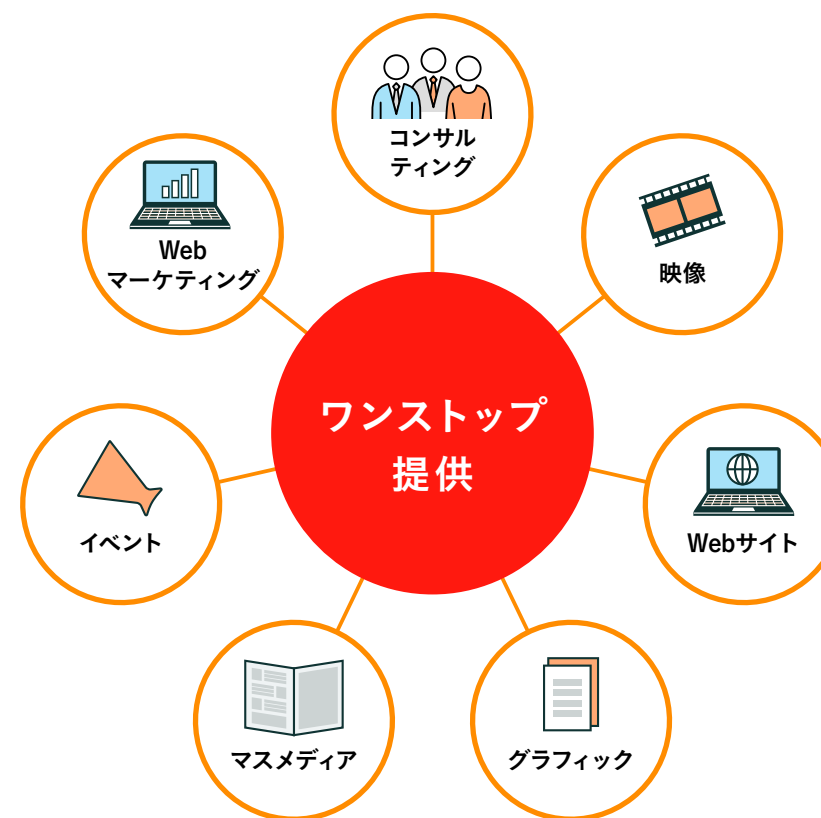 コンサル
ティング
Web
マーケティング
映像
ワンストップ
提供
イベント
Webサイト
マスメディア
グラフィック